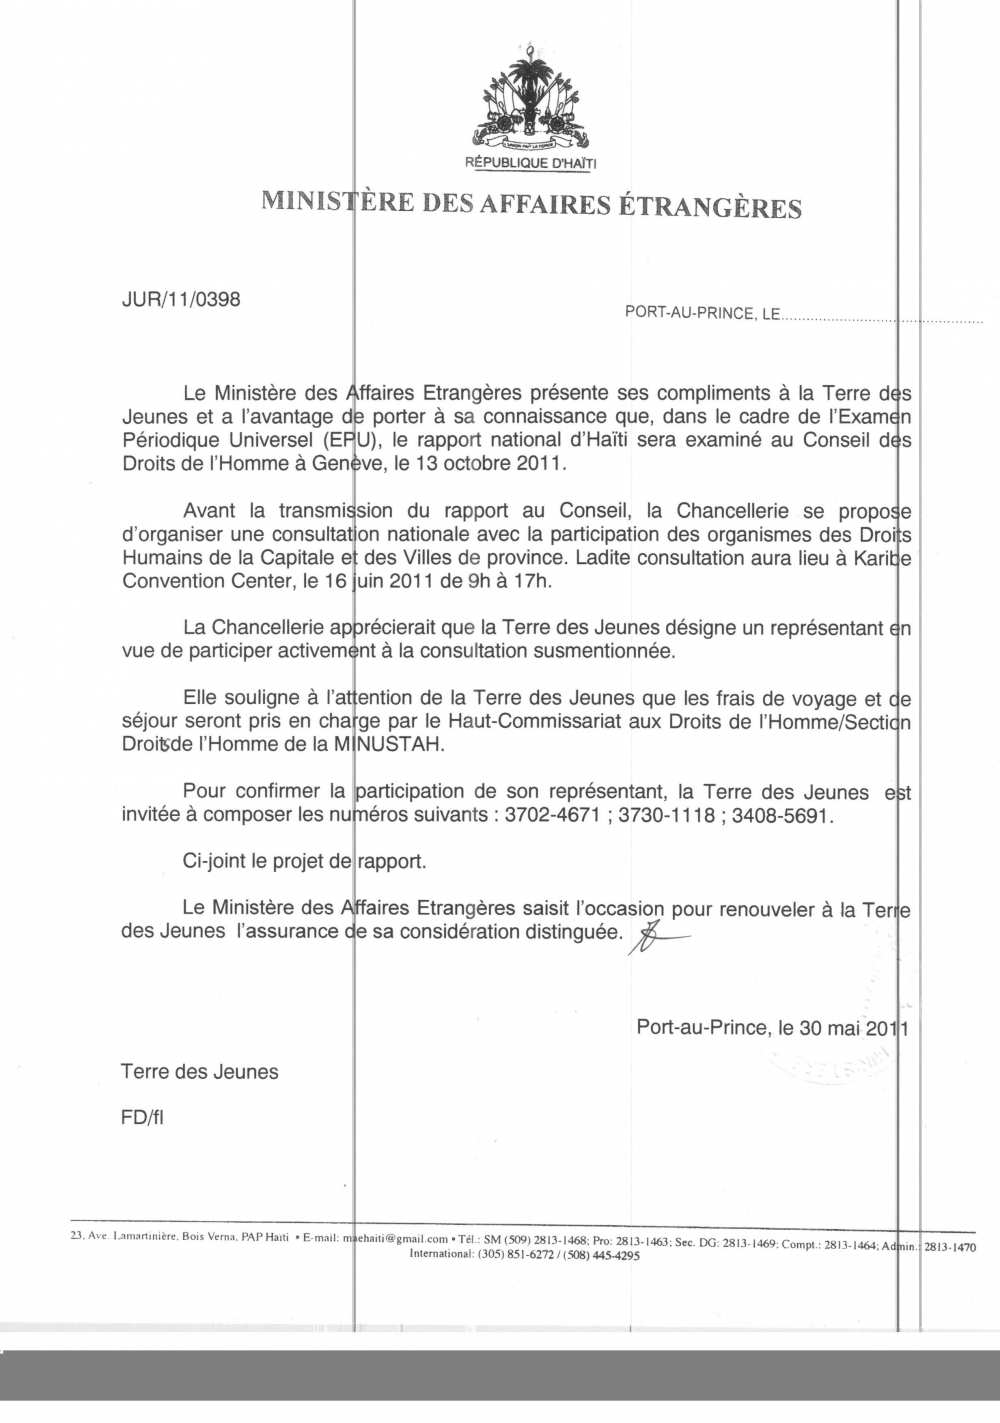 L'UNION FAIT LA FORCE
RÉPUBLIQUE D'HAÏTI
MINISTÈRE DES AFFAIRES ÉTRANGÈRES
JUR/11/0398
PORT-AU-PRINCE, LE
Le Ministère des Affaires Etrangères présente ses compliments à la Terre des
Jeunes et a l'avantage de porter à sa connaissance que, dans le cadre de l'Examen
Périodique Universel (EPU), le rapport national d'Haïti sera examiné au Conseil des
Droits de l'Homme à Genève, le 13 octobre 2011.
Avant la transmission du rapport au Conseil, la Chancellerie se propose
d'organiser une consultation nationale avec la participation des organismes des Droits
Humains de la Capitale et des Villes de province. Ladite consultation aura lieu à Karibe
Convention Center, le 16 juin 2011 de 9h à 17h.
La Chancellerie apprécierait que la Terre des Jeunes désigne un représentant en
vue de participer activement à la consultation susmentionnée.
Elle souligne à l'attention de la Terre des Jeunes que les frais de voyage et de
séjour seront pris en charge par le Haut-Commissariat aux Droits de l'Homme/Section
Droits de l'Homme de la MINUSTAH.
Pour confirmer la participation de son représentant, la Terre des Jeunes est
invitée à composer les numéros suivants : 3702-4671 ; 3730-1118 ; 3408-5691.
Ci-joint le projet de rapport.
Le Ministère des Affaires Etrangères saisit l'occasion pour renouveler à la Terre
des Jeunes l'assurance de sa considération distinguée.
Port-au-Prince, le 30 mai 2011
Terre des Jeunes
FD/fl
23, Ave. Lamartinière, Bois Verna, PAP Haiti • E-mail: maehaiti@gmail.com • Tél.: SM (509) 2813-1468; Pro: 2813-1463; Sec. DG: 2813-1469; Compt.: 2813-1464; Admin.: 2813-1470
International: (305) 851-6272 / (508) 445-4295